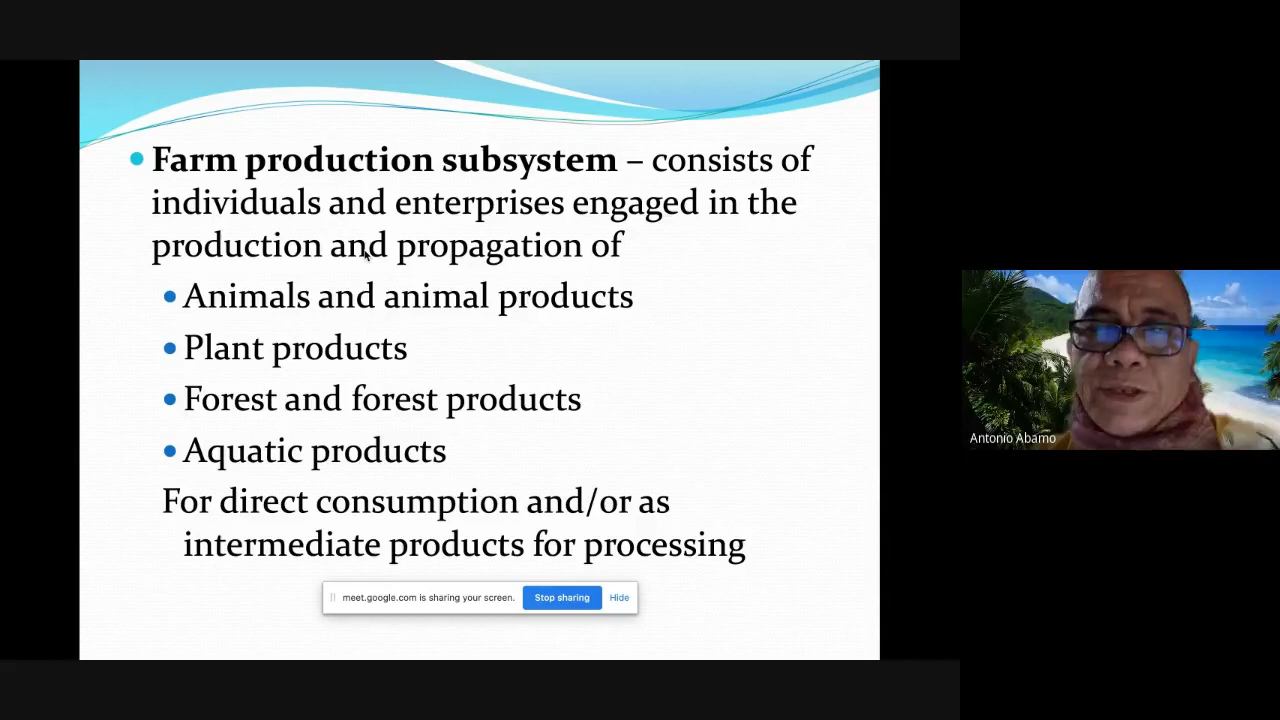 Farm production subsystem – consists of
individuals and enterprises engaged in the
production and propagation of
Animals and animal products
Plant products
Forest and forest products
Aquatic products
For direct consumption and/or as
intermediate products for processing
meet.google.com is sharing your screen. Stop sharing Hide
Antonio Abamo